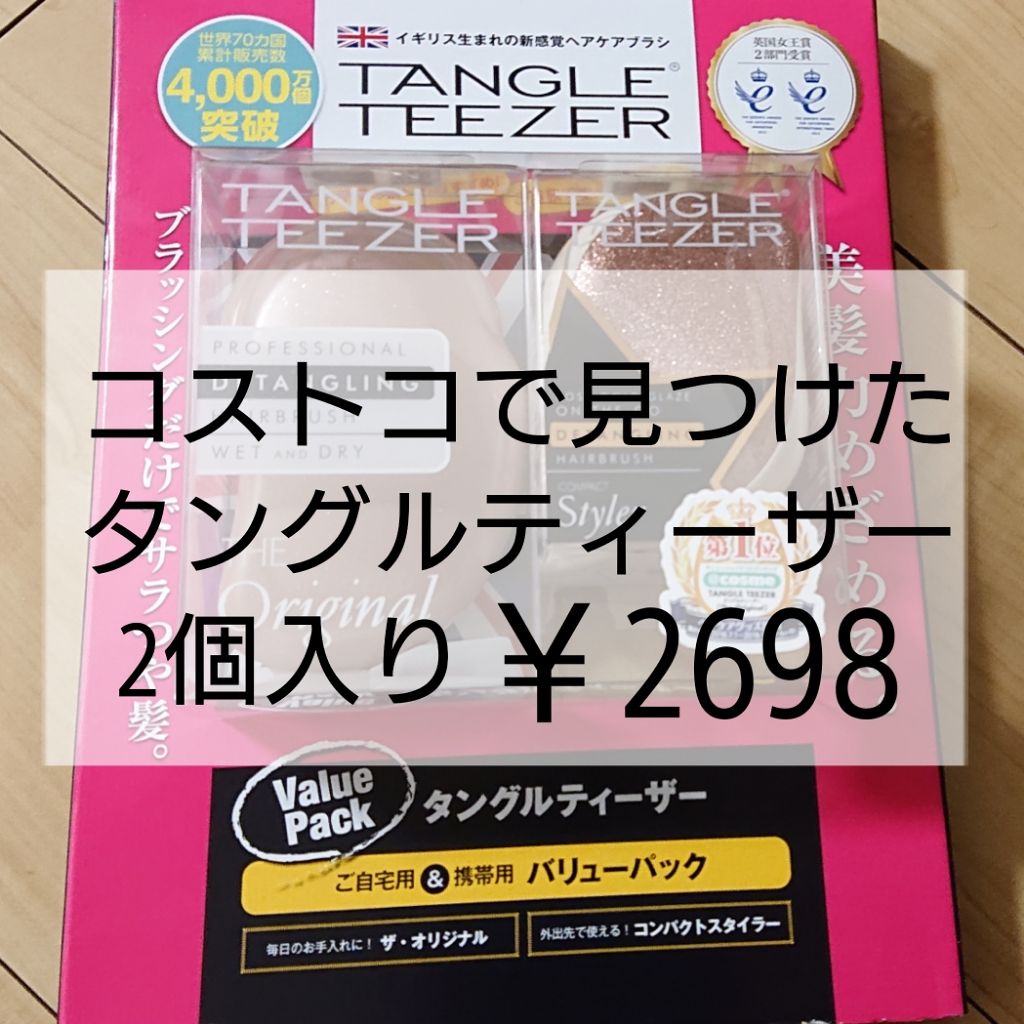 世界70カ国
累計販売数
4,000万個
突破
イギリス生まれの新感覚ヘアケアブラシ
TANGLE
TEEZER
英国女王賞
2部門受賞
TANGLE
TEEZER
TANGLE
TEEZER
ブラッシングだけでサラつや髪。
美髪力めざめる。
PROFESSIONAL
DETANGLING
HAIRBRUSH
WET AND DRY
THE
Original
DETANGLING
HAIRBRUSH
COMPACT
Styler
第1位
@cosme
TANGLE TEEZER
コストコで見つけた
タングルティーザー
2個入り ¥2698
Value
Pack
タングルティーザー
ご自宅用 & 携帯用 バリューパック
毎日のお手入れに! ザ・オリジナル
外出先で使える! コンパクトスタイラー